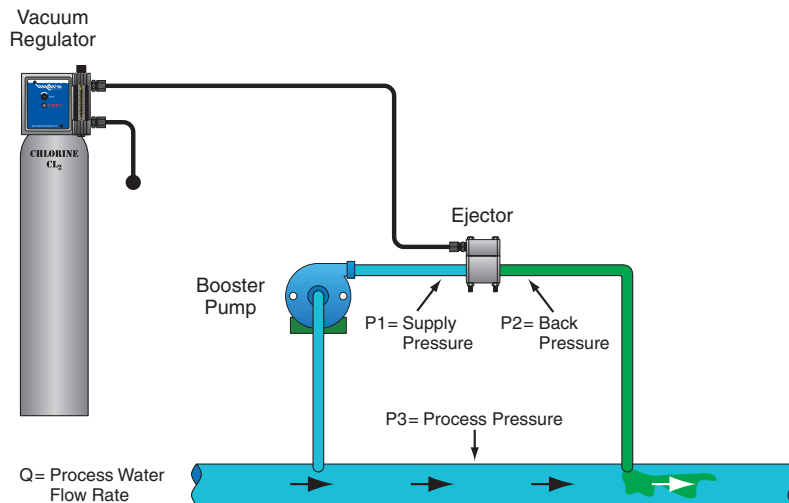 Vacuum
Regulator
CHLORINE
CL₂
Ejector
Booster
Pump
P1= Supply
Pressure
P2= Back
Pressure
P3= Process Pressure
Q= Process Water
Flow Rate